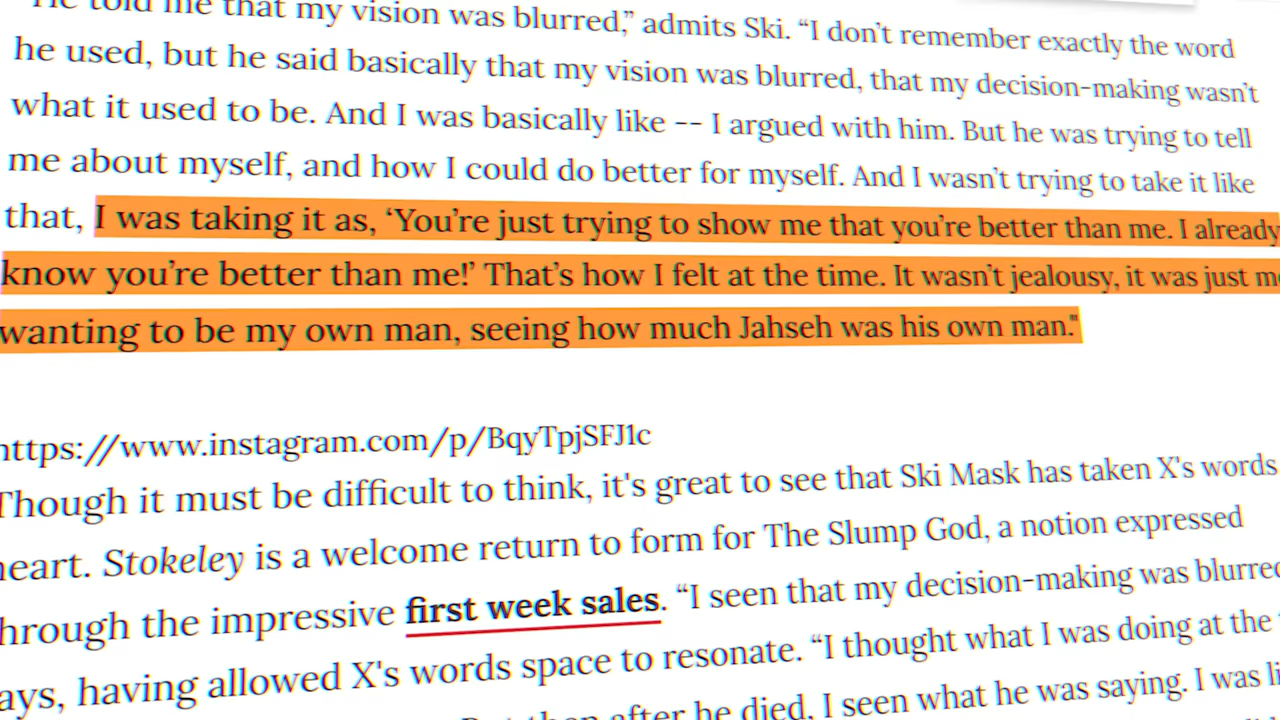 He told me that my vision was blurred,” admits Ski. “I don’t remember exactly the word
he used, but he said basically that my vision was blurred, that my decision-making wasn’t
what it used to be. And I was basically like -- I argued with him. But he was trying to tell
me about myself, and how I could do better for myself. And I wasn’t trying to take it like
that, I was taking it as, ‘You’re just trying to show me that you’re better than me. I already
know you’re better than me!’ That’s how I felt at the time. It wasn’t jealousy, it was just me
wanting to be my own man, seeing how much Jahseh was his own man."
https://www.instagram.com/p/BqyTpjSFJ1c
Though it must be difficult to think, it's great to see that Ski Mask has taken X's words
heart. Stokeley is a welcome return to form for The Slump God, a notion expressed
through the impressive first week sales. “I seen that my decision-making was blurred
ays, having allowed X's words space to resonate. “I thought what I was doing at the
But then after he died, I seen what he was saying. I was